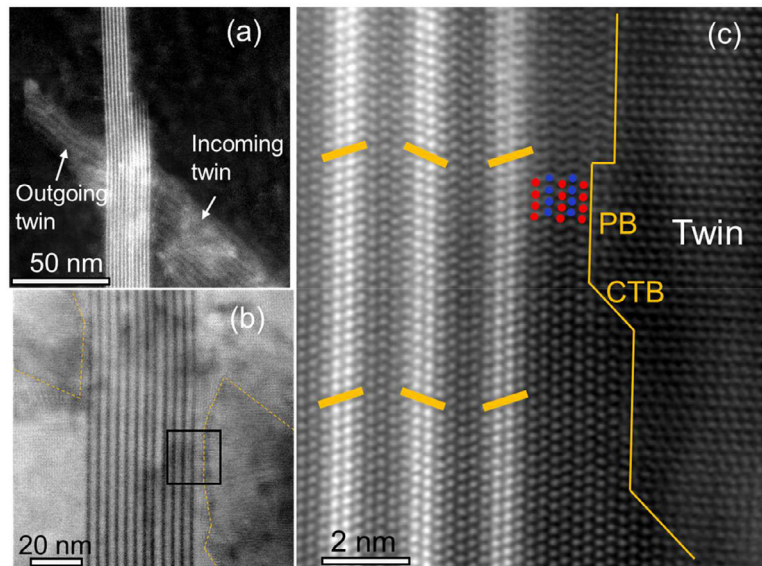 (a)
Incoming
twin
Outgoing
twin
50 nm
(b)
20 nm
(c)
PB
Twin
CTB
2 nm